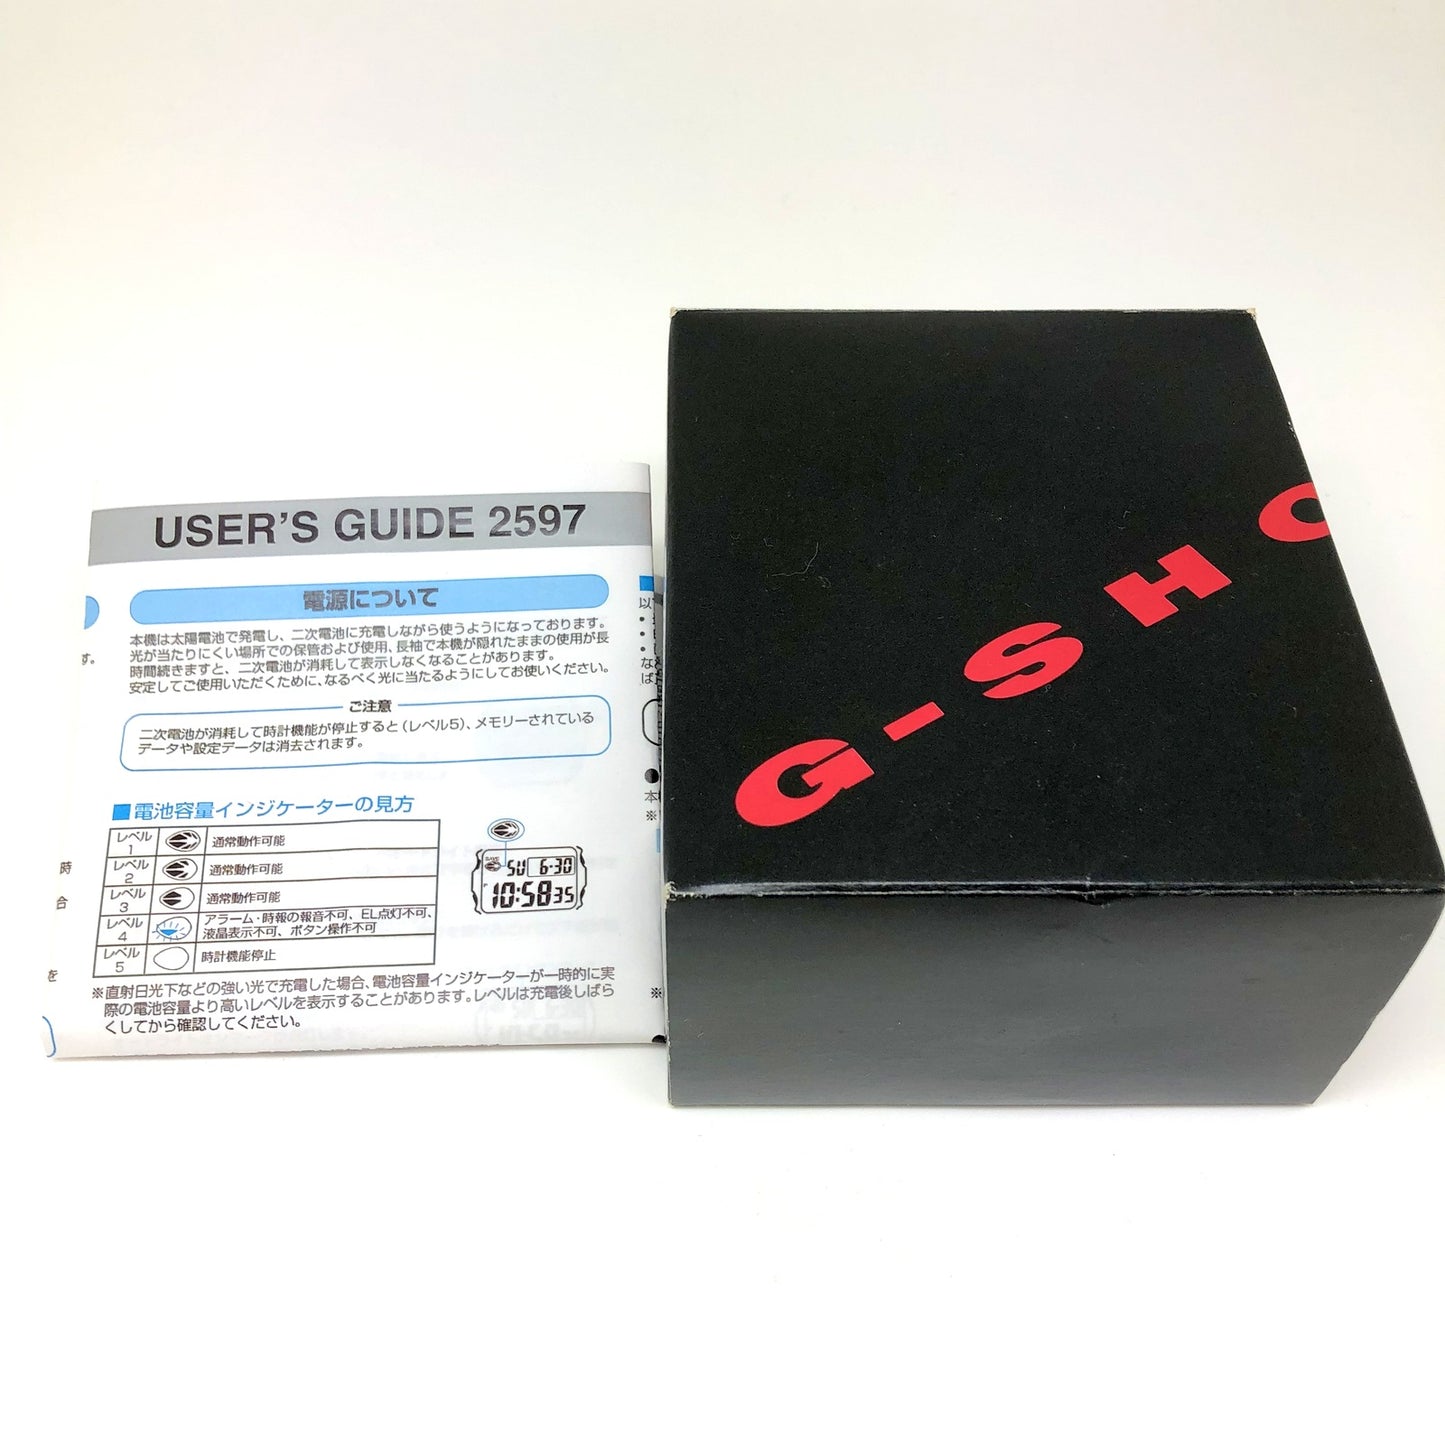 USER'S GUIDE 2597
電源について
本機は太陽電池で発電し、二次電池に充電しながら使うようになっております。
光が当たりにくい場所での保管および使用、長袖で本機が隠れたままの使用が長
時間続きますと、二次電池が消耗して表示しなくなることがあります。
安定してご使用いただくために、なるべく光に当たるようにしてお使いください。
ご注意
二次電池が消耗して時計機能が停止すると(レベル5)、メモリーされている
データや設定データは消去されます。
■電池容量インジケーターの見方
レベル1 通常動作可能
レベル2 通常動作可能
レベル3 通常動作可能
レベル4 アラーム・時報の報音不可、EL点灯不可、
液晶表示不可、ボタン操作不可
レベル5 時計機能停止
SU 6-30
10:58 35
※直射日光下などの強い光で充電した場合、電池容量インジケーターが一時的に実
際の電池容量より高いレベルを表示することがあります。レベルは充電後しばら
くしてから確認してください。
す。
時
合
を
G-SHO